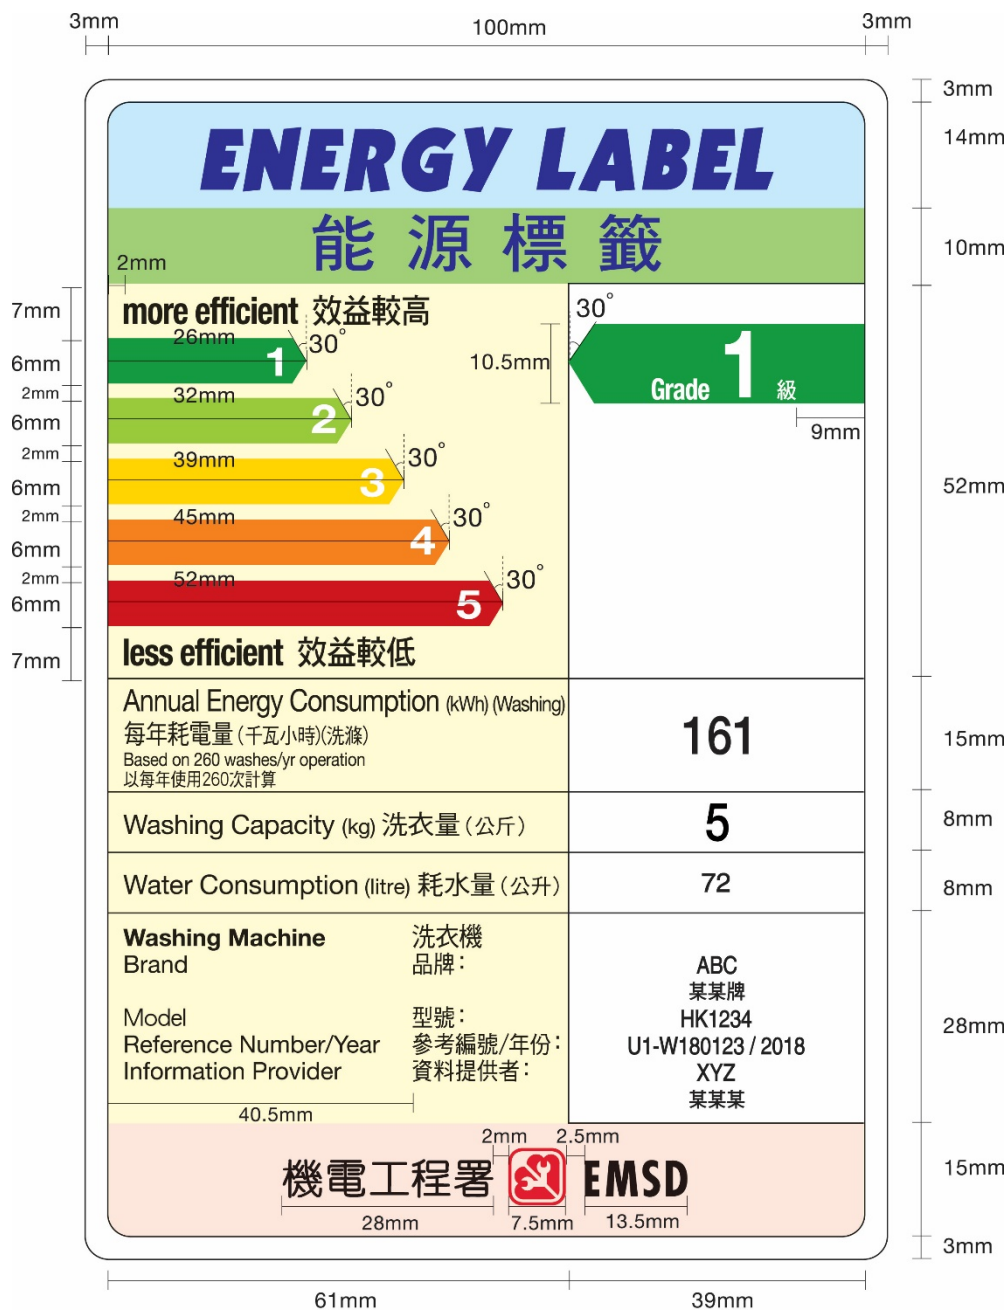 3mm 100mm 3mm
3mm
ENERGY LABEL
14mm
能源標籤
10mm
2mm
7mm
more efficient 效益較高
30°
26mm
30°
1
6mm
10.5mm
1
Grade 級
2mm
32mm
30°
2
6mm
9mm
2mm
39mm
30°
3
6mm
52mm
2mm
45mm
30°
4
6mm
2mm
52mm
30°
5
6mm
less efficient 效益較低
7mm
Annual Energy Consumption (kWh) (Washing)
每年耗電量(千瓦小時)(洗滌)
Based on 260 washes/yr operation
以每年使用260次計算
161
15mm
Washing Capacity (kg) 洗衣量(公斤)
5
8mm
Water Consumption (litre) 耗水量(公升)
72
8mm
Washing Machine 洗衣機
Brand 品牌: ABC
某某牌
Model 型號: HK1234
Reference Number/Year 參考編號/年份: U1-W180123 / 2018
Information Provider 資料提供者: XYZ
某某某
28mm
40.5mm
2mm 2.5mm
機電工程署 EMSD
15mm
28mm 7.5mm 13.5mm
3mm
61mm 39mm